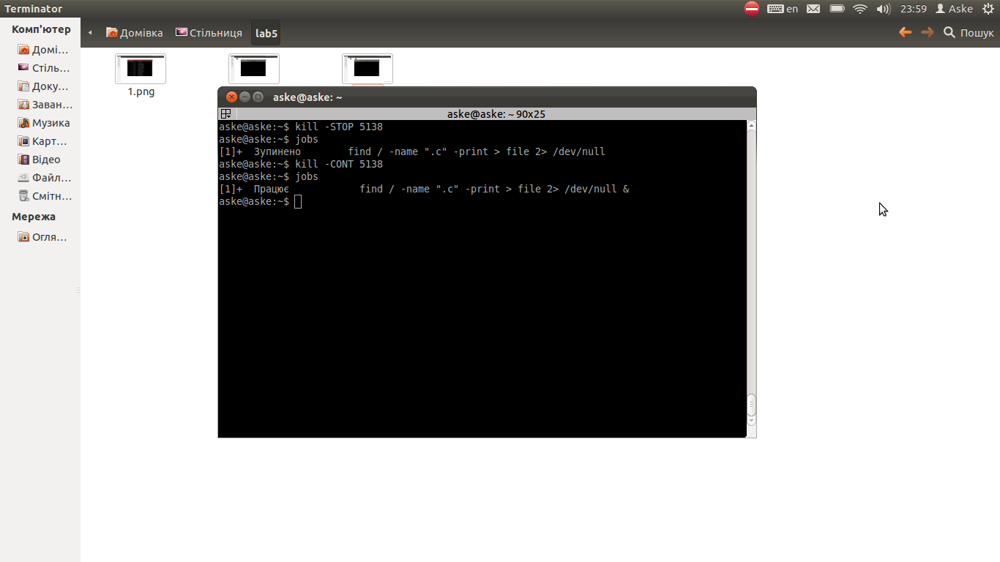 Terminator
en
23:59
Aske
Комп'ютер
Домі...
Стіль...
Доку...
Заван...
Музика
Карт...
Відео
Файл...
Смітн...
Мережа
Огля...
Домівка
Стільниця
lab5
Пошук
1.png
aske@aske: ~
aske@aske: ~ 90x25
aske@aske:~$ kill -STOP 5138
aske@aske:~$ jobs
[1]+  Зупинено        find / -name ".c" -print > file 2> /dev/null
aske@aske:~$ kill -CONT 5138
aske@aske:~$ jobs
[1]+  Працює            find / -name ".c" -print > file 2> /dev/null &
aske@aske:~$